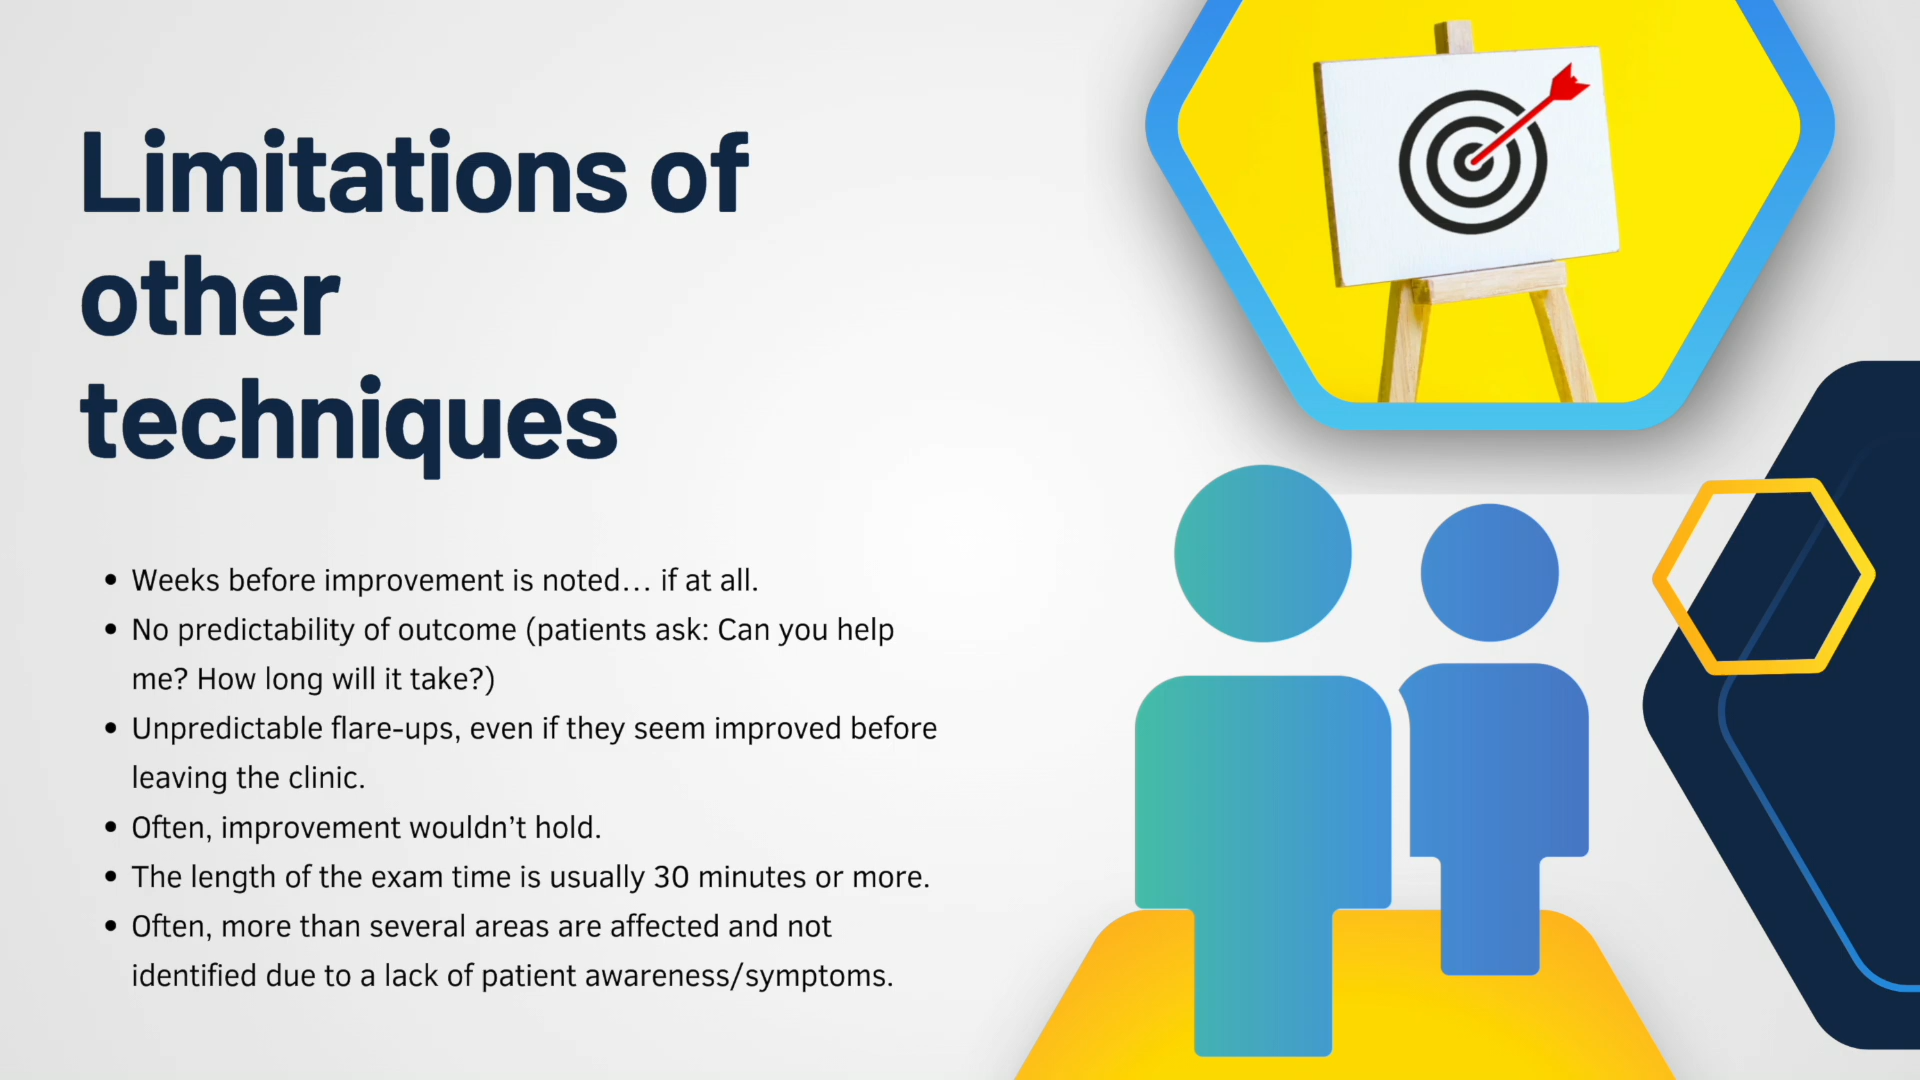 Limitations of
other
techniques
• Weeks before improvement is noted… if at all.
• No predictability of outcome (patients ask: Can you help
me? How long will it take?)
• Unpredictable flare-ups, even if they seem improved before
leaving the clinic.
• Often, improvement wouldn’t hold.
• The length of the exam time is usually 30 minutes or more.
• Often, more than several areas are affected and not
identified due to a lack of patient awareness/symptoms.